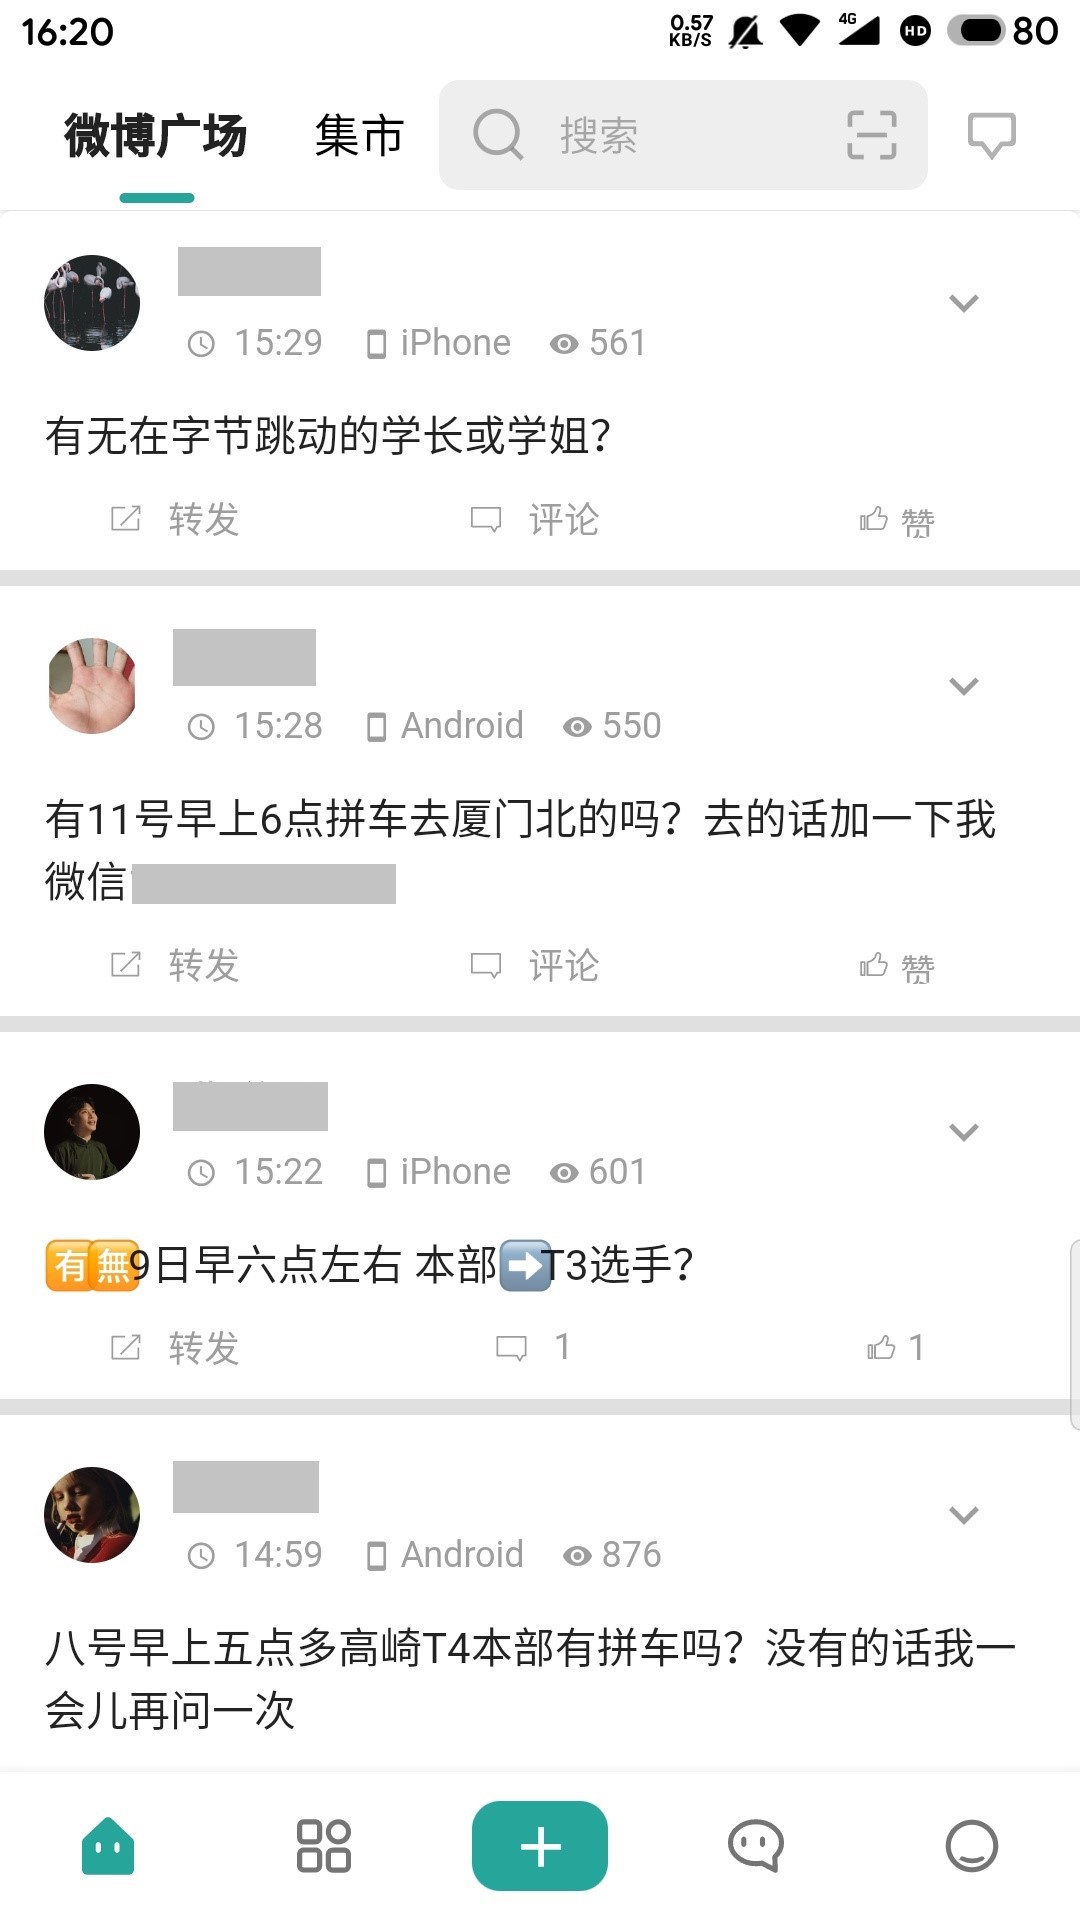 16:20
0.57
KB/S
4G
HD
80
微博广场 集市 搜索
15:29 iPhone 561
有无在字节跳动的学长或学姐?
转发 评论 赞
15:28 Android 550
有11号早上6点拼车去厦门北的吗？去的话加一下我
微信
转发 评论 赞
15:22 iPhone 601
🈶🈚9日早六点左右 本部➡T3选手?
转发 1 1
14:59 Android 876
八号早上五点多高崎T4本部有拼车吗？没有的话我一
会儿再问一次